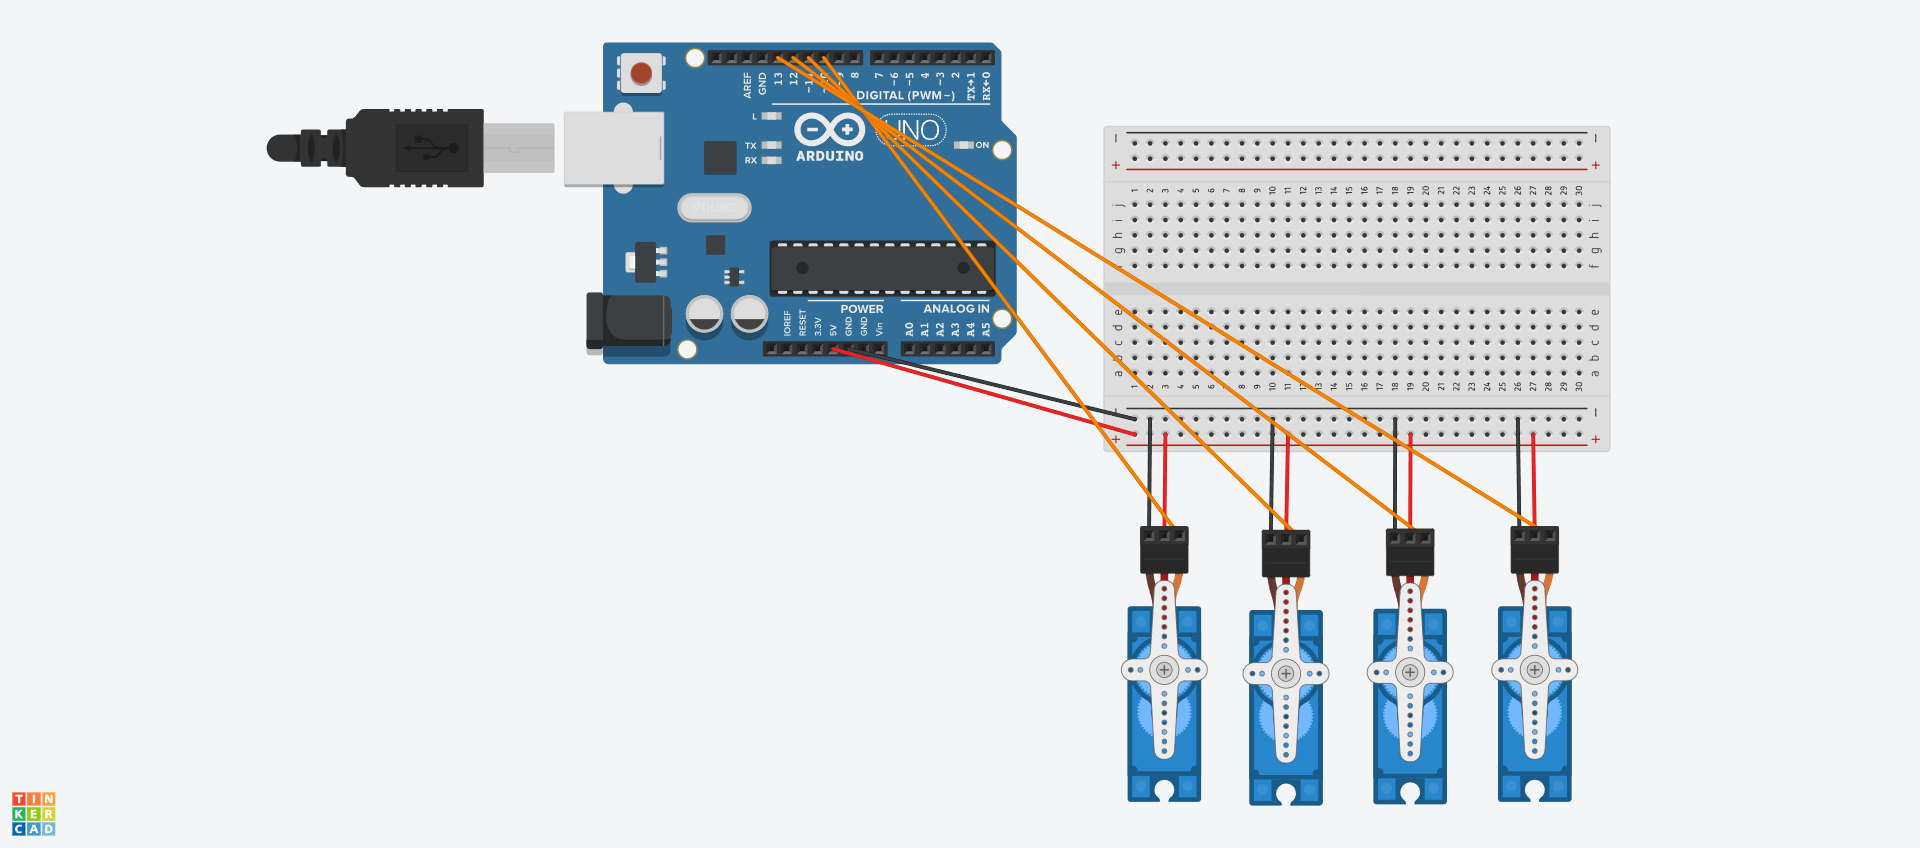 AREF
GND
13
12
8
7
~6
~5
4
~3
2
TX→1
RX←0
DIGITAL (PWM~)
L
TX
RX
UNO
ON
ARDUINO
POWER
ANALOG IN
IOREF
RESET
3.3V
5V
GND
GND
Vin
A0
A1
A2
A3
A4
A5
− −
+ +
1 2 3 4 5 6 7 8 9 10 11 12 13 14 15 16 17 18 19 20 21 22 23 24 25 26 27 28 29 30
j j
i i
h h
g g
f
e e
d d
c c
b b
a a
1 2 3 4 5 6 7 8 9 10 11 12 13 14 15 16 17 18 19 20 21 22 23 24 25 26 27 28 29 30
− −
+ +
TIN
KER
CAD